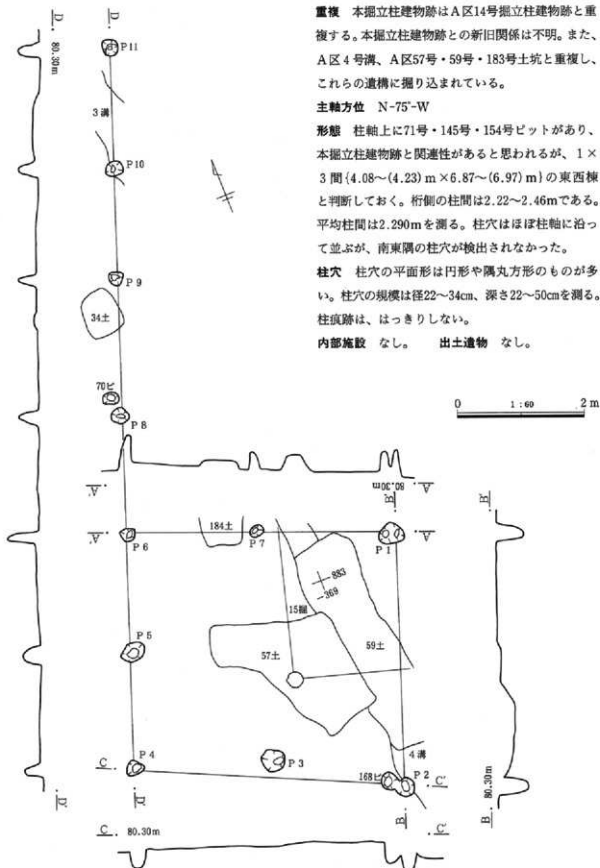 重複　本掘立柱建物跡はA区14号掘立柱建物跡と重
複する。本掘立柱建物跡との新旧関係は不明。また、
A区4号溝、A区57号・59号・183号土坑と重複し、
これらの遺構に掘り込まれている。
主軸方位　N-75°-W
形態　柱軸上に71号・145号・154号ピットがあり、
本掘立柱建物跡と関連性があると思われるが、1×
3間{4.08～(4.23)m×6.87～(6.97)m}の東西棟
と判断しておく。桁側の柱間は2.22～2.46mである。
平均柱間は2.290mを測る。柱穴はほぼ柱軸に沿っ
て並ぶが、南東隅の柱穴が検出されなかった。
柱穴　柱穴の平面形は円形や隅丸方形のものが多
い。柱穴の規模は径22～34cm、深さ22～50cmを測る。
柱痕跡は、はっきりしない。
内部施設　なし。　出土遺物　なし。
0　1:60　2m
D
D
80.30m
P11
3溝
P10
P9
34土
70ピ
P8
A'
80.30m
A
B'
B'
A'
184土
P6
P7
P1
A
-883
-369
15掘
59土
57土
P5
4溝
C
P4
P3
168ピ
P2
C'
D'
D'
B
B
80.30m
C
80.30m
C'